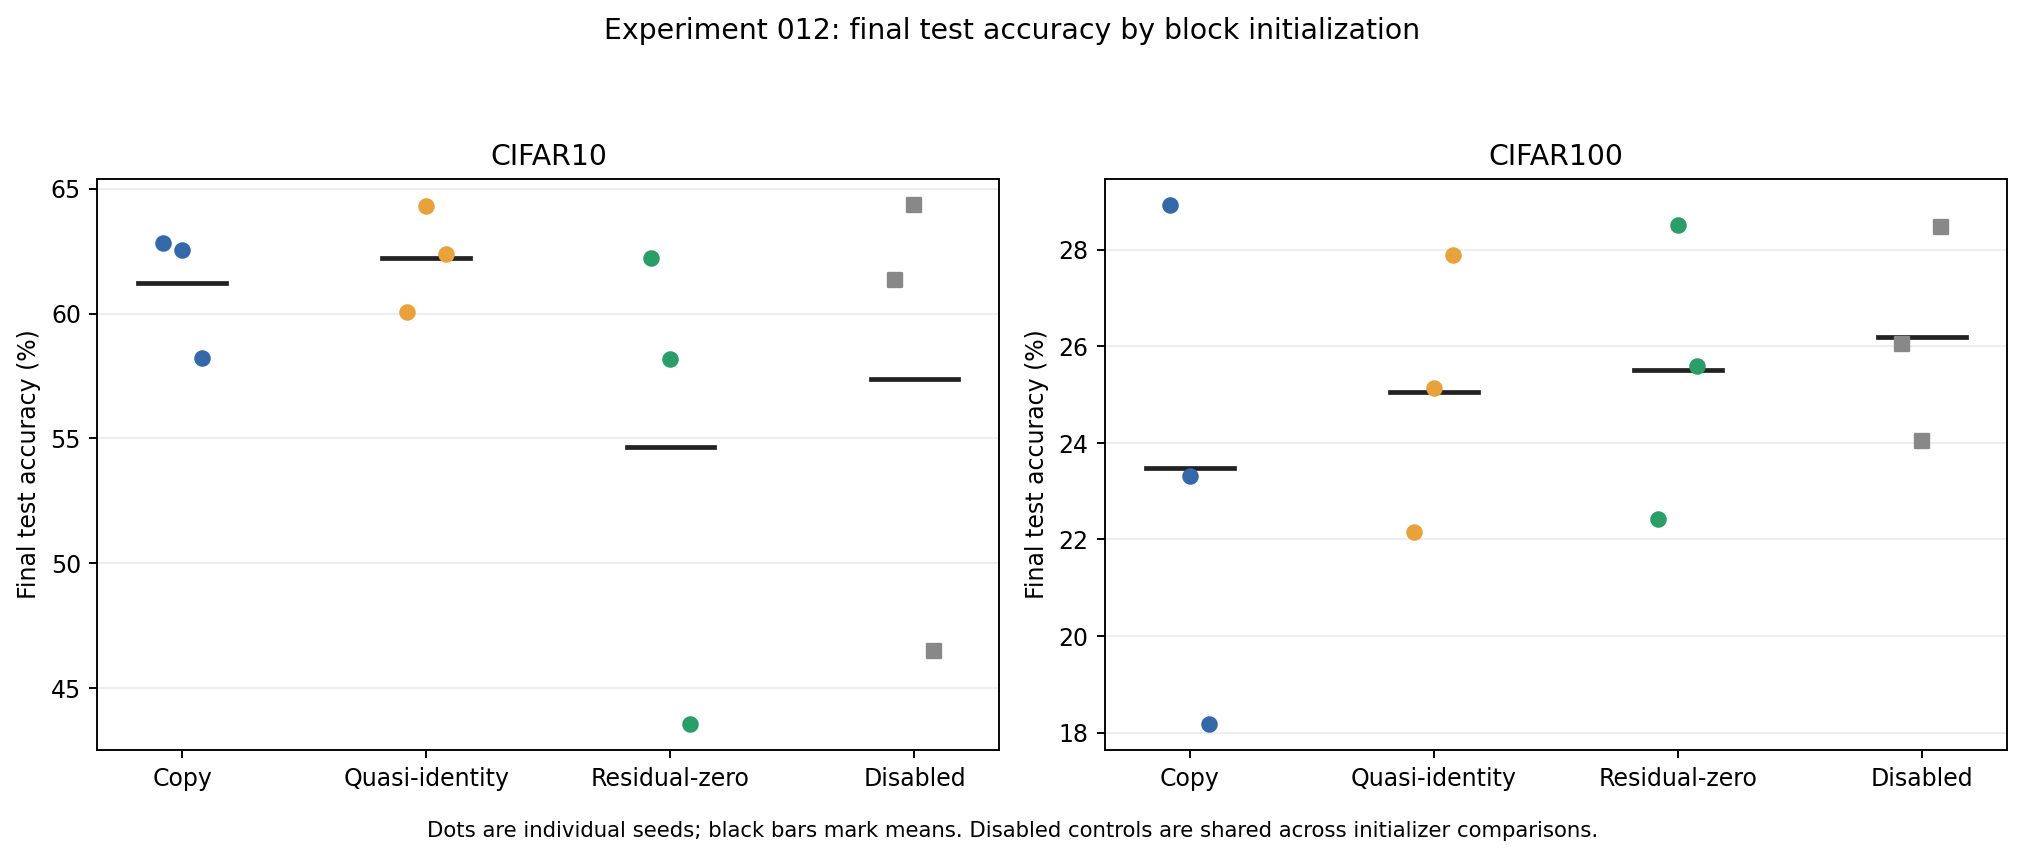 Experiment 012: final test accuracy by block initialization
CIFAR10
Final test accuracy (%)
65
60
55
50
45
Copy
Quasi-identity
Residual-zero
Disabled
CIFAR100
Final test accuracy (%)
28
26
24
22
20
18
Copy
Quasi-identity
Residual-zero
Disabled
Dots are individual seeds; black bars mark means. Disabled controls are shared across initializer comparisons.